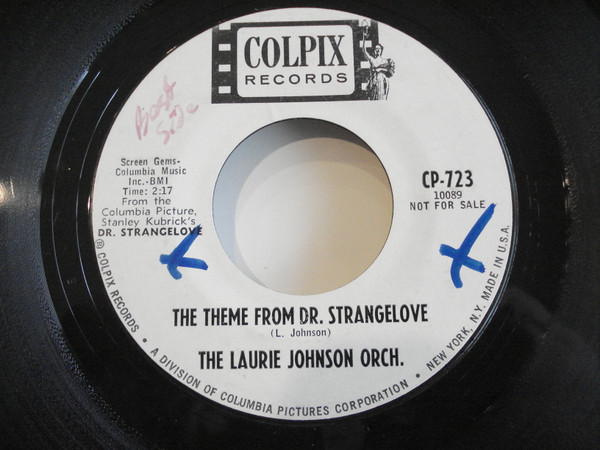 COLPIX
RECORDS
Best
Side
Screen Gems-
Columbia Music
Inc.-BMI
Time: 2:17
From the
Columbia Picture,
Stanley Kubrick's
DR. STRANGELOVE
CP-723
10089
NOT FOR SALE
THE THEME FROM DR. STRANGELOVE
(L. Johnson)
THE LAURIE JOHNSON ORCH.
® COLPIX RECORDS. • A DIVISION OF COLUMBIA PICTURES CORPORATION • NEW YORK, N.Y. MADE IN U.S.A.